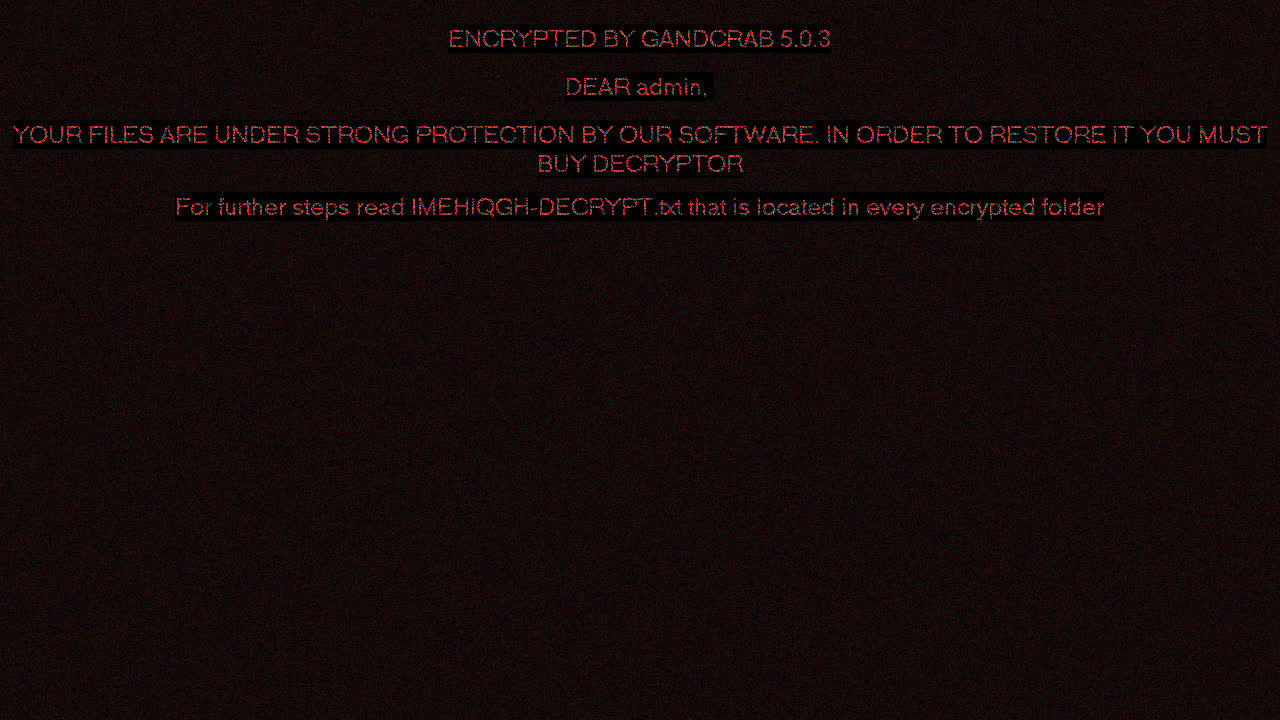 ENCRYPTED BY GANDCRAB 5.0.3
DEAR admin,
YOUR FILES ARE UNDER STRONG PROTECTION BY OUR SOFTWARE. IN ORDER TO RESTORE IT YOU MUST
BUY DECRYPTOR
For further steps read IMEHIQGH-DECRYPT.txt that is located in every encrypted folder